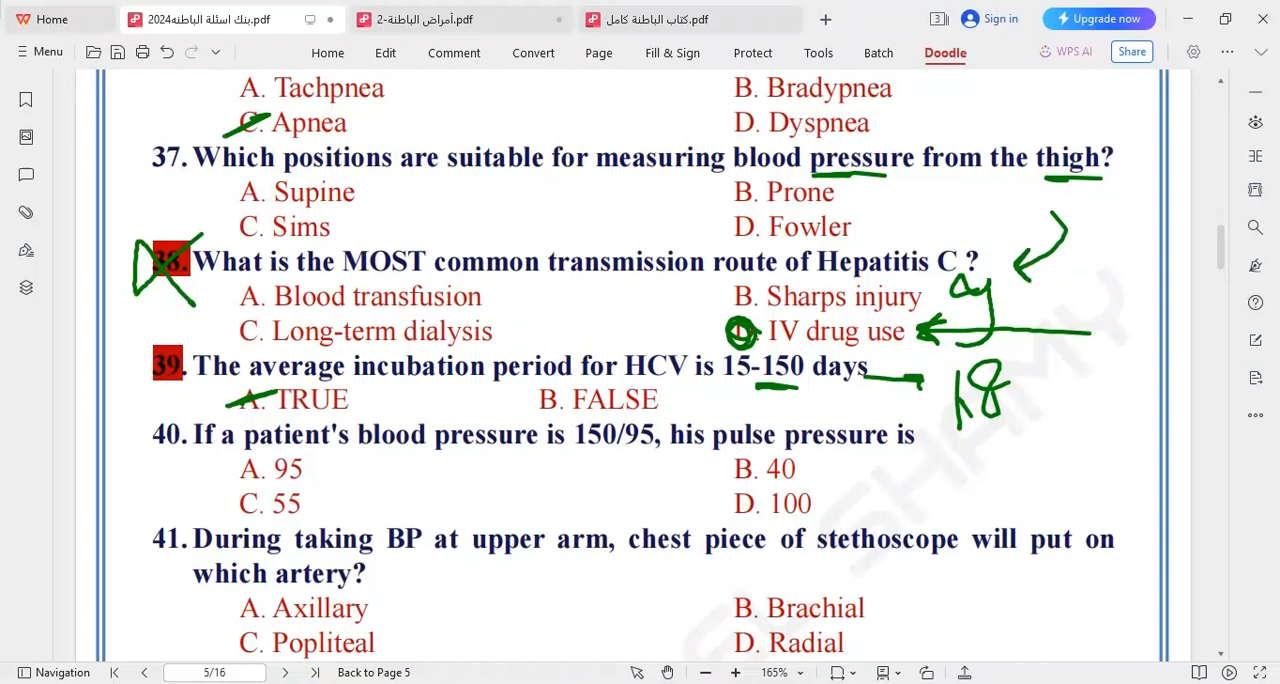 Home
بنك اسئلة الباطنه2024.pdf
2-أمراض الباطنة.pdf
كتاب الباطنة كامل.pdf
3
Sign in
Upgrade now
Menu
Home Edit Comment Convert Page Fill & Sign Protect Tools Batch Doodle
WPS AI
Share
A. Tachpnea B. Bradypnea
C. Apnea D. Dyspnea
37. Which positions are suitable for measuring blood pressure from the thigh?
A. Supine B. Prone
C. Sims D. Fowler
38. What is the MOST common transmission route of Hepatitis C ?
A. Blood transfusion B. Sharps injury
C. Long-term dialysis D. IV drug use
39. The average incubation period for HCV is 15-150 days
A. TRUE B. FALSE
40. If a patient's blood pressure is 150/95, his pulse pressure is
A. 95 B. 40
C. 55 D. 100
41. During taking BP at upper arm, chest piece of stethoscope will put on
which artery?
A. Axillary B. Brachial
C. Popliteal D. Radial
SL SHAMY
Navigation
5/16
Back to Page 5
165%